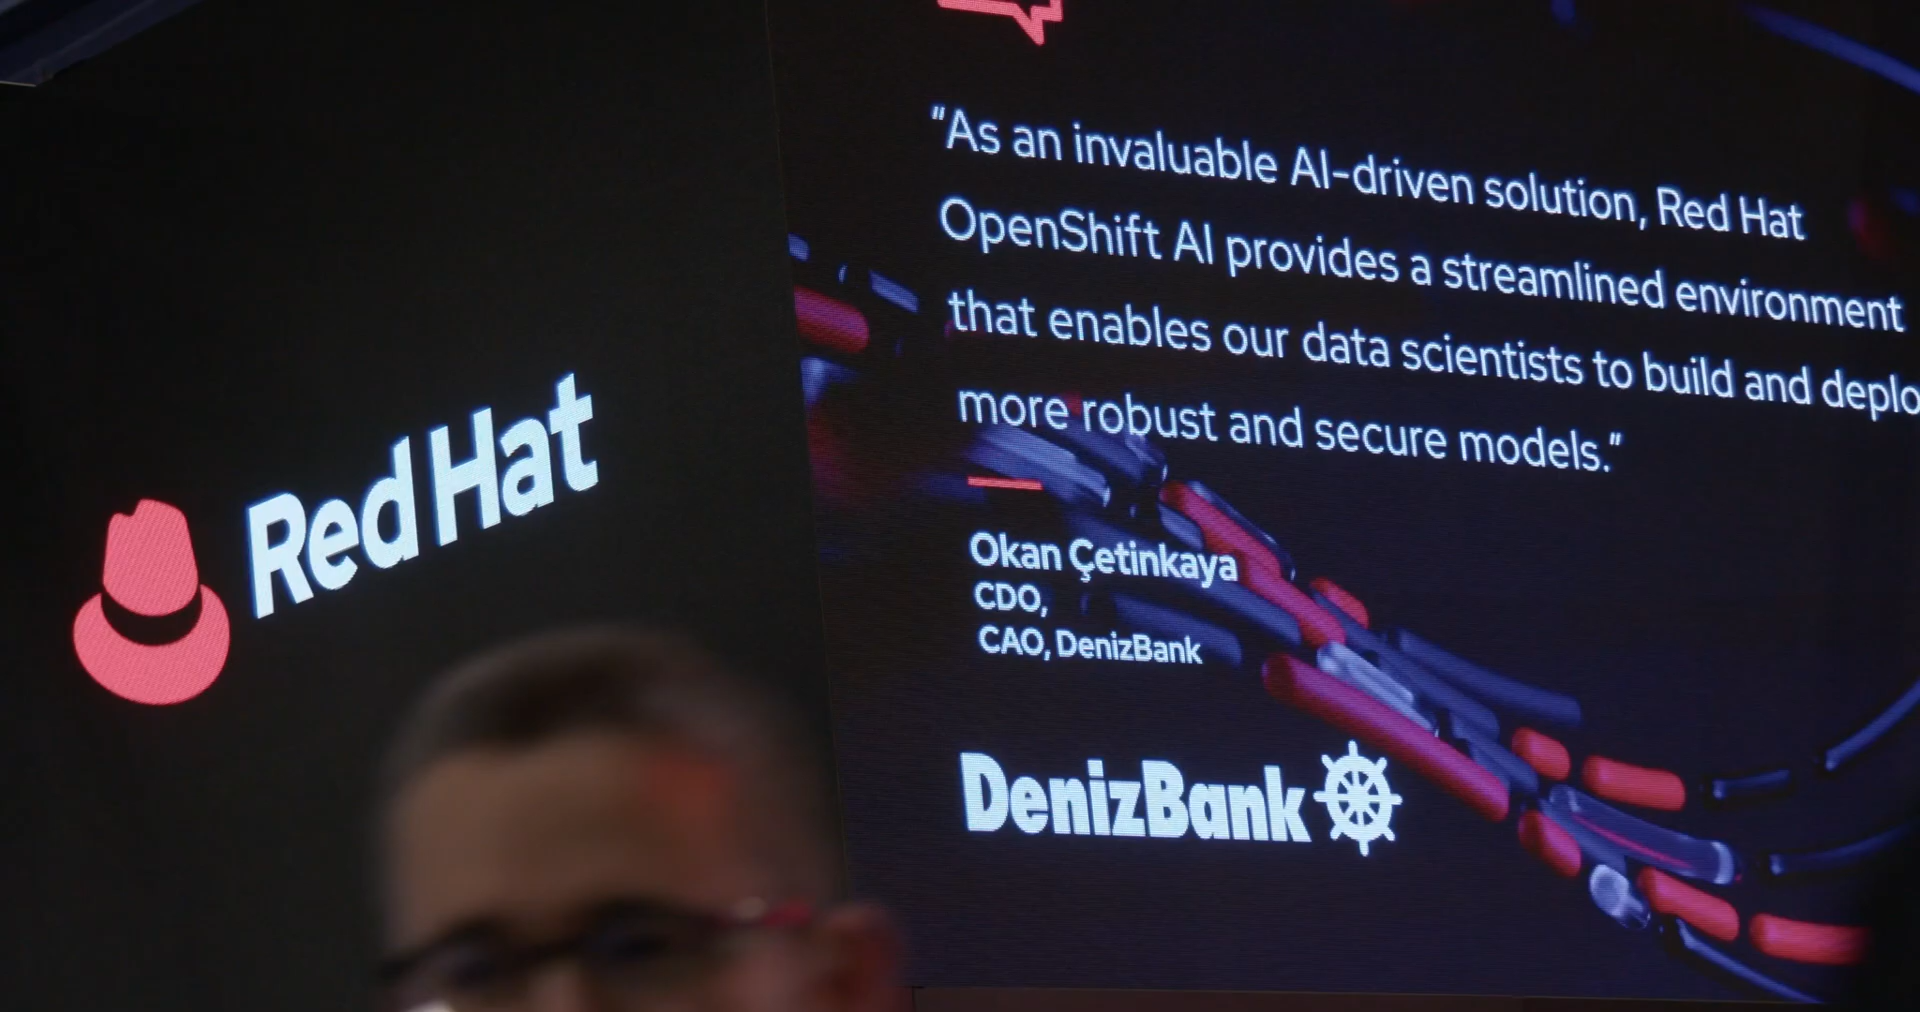 Red Hat
"As an invaluable AI-driven solution, Red Hat
OpenShift AI provides a streamlined environment
that enables our data scientists to build and deplo
more robust and secure models."
Okan Çetinkaya
CDO,
CAO, DenizBank
DenizBank